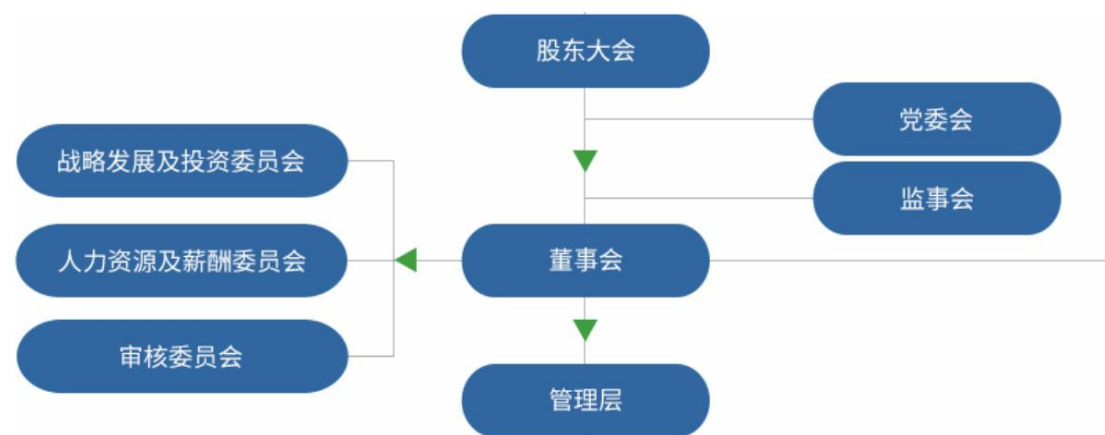 股东大会
党委会
战略发展及投资委员会
监事会
人力资源及薪酬委员会
董事会
审核委员会
管理层